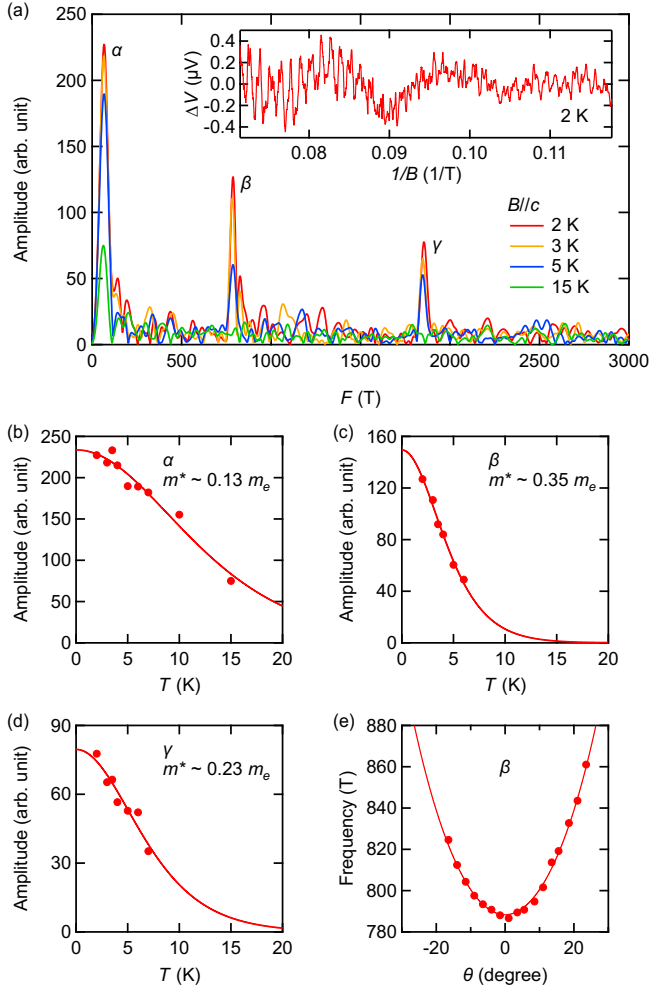 (a)
250
200
150
100
50
0
Amplitude (arb. unit)
α
β
γ
0.4
0.2
0.0
-0.2
-0.4
ΔV (μV)
2 K
0.08 0.09 0.10 0.11
1/B (1/T)
B//c
2 K
3 K
5 K
15 K
0 500 1000 1500 2000 2500 3000
F (T)
(b)
250
200
150
100
50
0
Amplitude (arb. unit)
α
m* ~ 0.13 mₑ
0 5 10 15 20
T (K)
(c)
160
120
80
40
0
Amplitude (arb. unit)
β
m* ~ 0.35 mₑ
0 5 10 15 20
T (K)
(d)
90
60
30
0
Amplitude (arb. unit)
γ
m* ~ 0.23 mₑ
0 5 10 15 20
T (K)
(e)
880
860
840
820
800
780
Frequency (T)
β
-20 0 20
θ (degree)